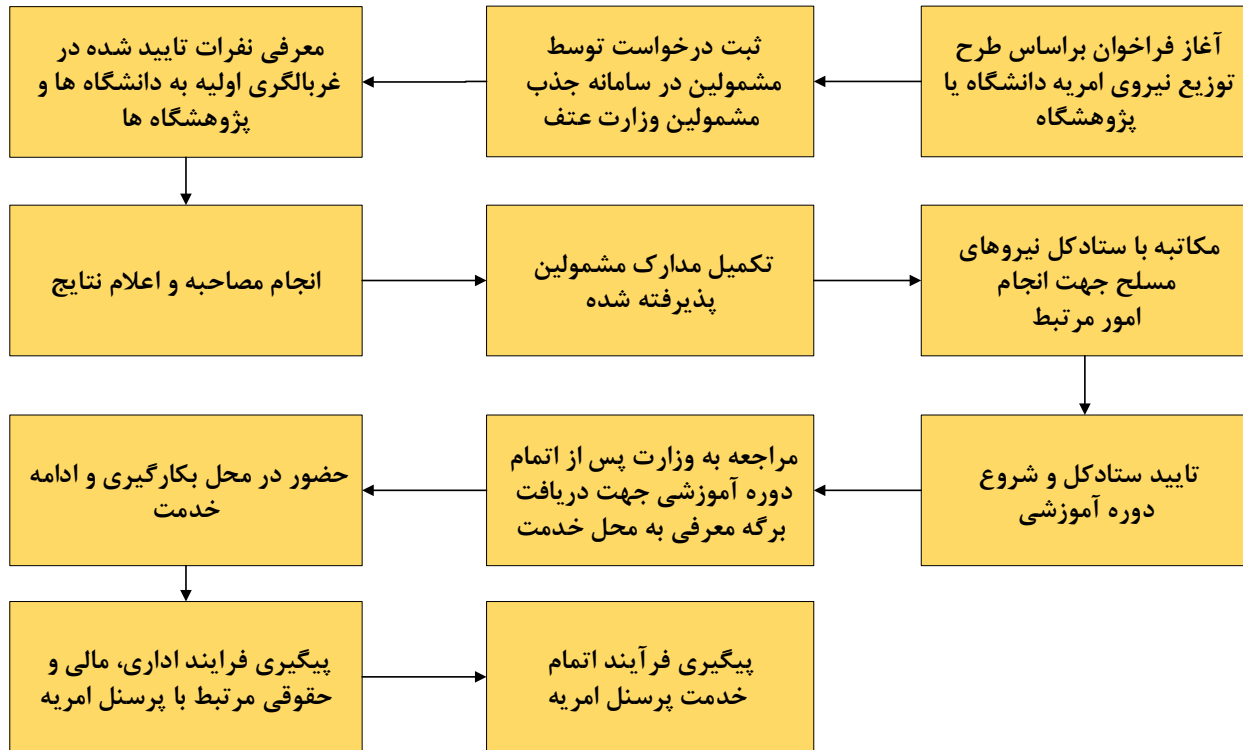 آغاز فراخوان براساس طرح
توزیع نیروی امریه دانشگاه یا
پژوهشگاه
ثبت درخواست توسط
مشمولین در سامانه جذب
مشمولین وزارت عتف
معرفی نفرات تایید شده در
غربالگری اولیه به دانشگاه ها و
پژوهشگاه ها
انجام مصاحبه و اعلام نتایج
تکمیل مدارک مشمولین
پذیرفته شده
مکاتبه با ستادکل نیروهای
مسلح جهت انجام
امور مرتبط
تایید ستادکل و شروع
دوره آموزشی
مراجعه به وزارت پس از اتمام
دوره آموزشی جهت دریافت
برگه معرفی به محل خدمت
حضور در محل بکارگیری و ادامه
خدمت
پیگیری فرایند اداری، مالی و
حقوقی مرتبط با پرسنل امریه
پیگیری فرآیند اتمام
خدمت پرسنل امریه